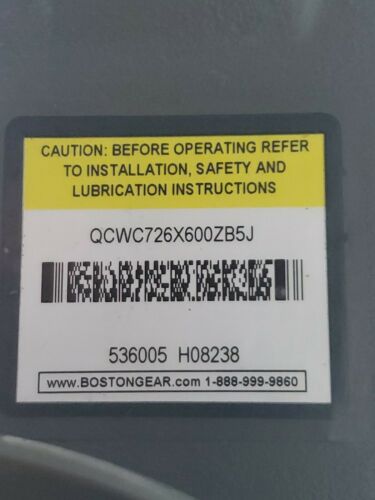 CAUTION: BEFORE OPERATING REFER
TO INSTALLATION, SAFETY AND
LUBRICATION INSTRUCTIONS
QCWC726X600ZB5J
536005 H08238
www.BOSTONGEAR.com 1-888-999-9860